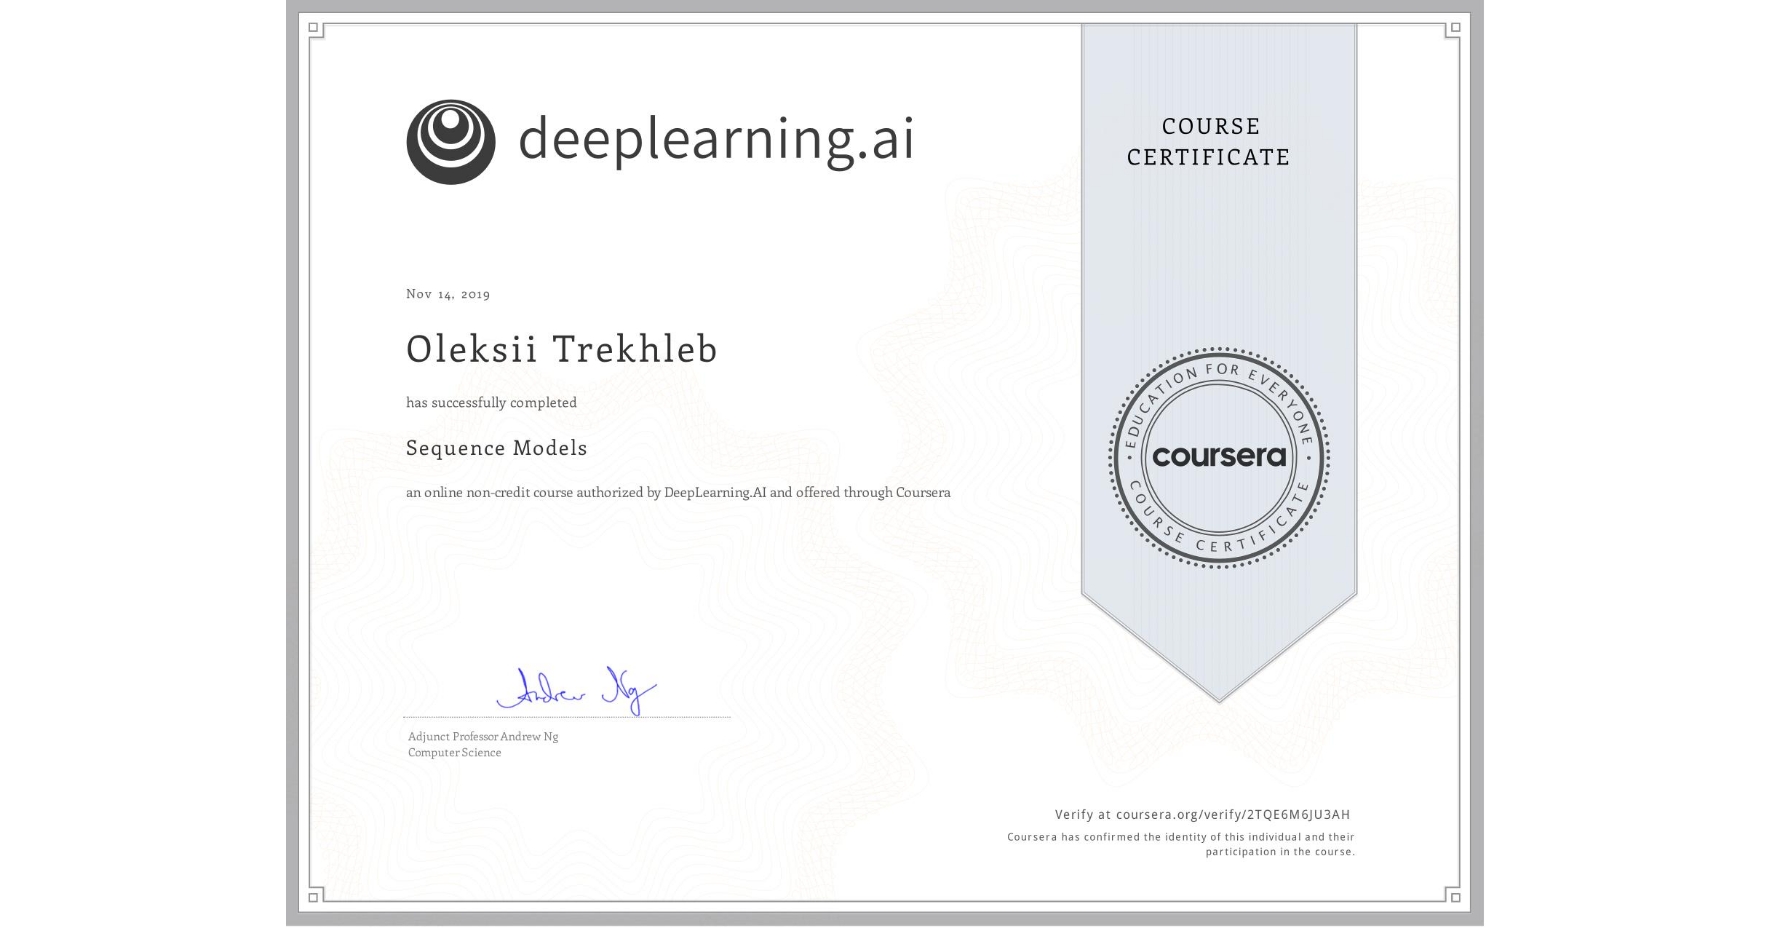 deeplearning.ai
COURSE
CERTIFICATE
Nov 14, 2019
Oleksii Trekhleb
has successfully completed
Sequence Models
an online non-credit course authorized by DeepLearning.AI and offered through Coursera
EDUCATION FOR EVERYONE
coursera
COURSE CERTIFICATE
Andrew Ng
Adjunct Professor Andrew Ng
Computer Science
Verify at coursera.org/verify/2TQE6M6JU3AH
Coursera has confirmed the identity of this individual and their
participation in the course.